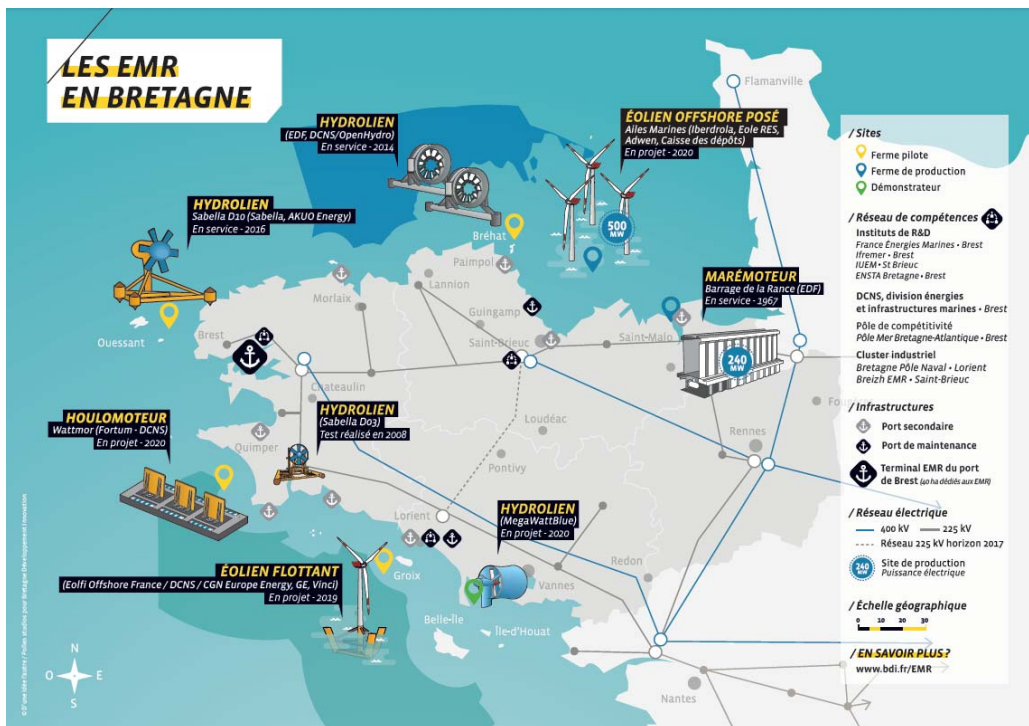 LES EMR
EN BRETAGNE
HYDROLIEN
(EDF, DCNS/OpenHydro)
En service - 2014
ÉOLIEN OFFSHORE POSÉ
Ailes Marines (Iberdrola, Eole RES,
Adwen, Caisse des dépôts)
En projet - 2020
Flamanville
HYDROLIEN
Sabella D10 (Sabella, AKUO Energy)
En service - 2016
500
MW
Bréhat
Paimpol
Lannion
Morlaix
Guingamp
MARÉMOTEUR
Barrage de la Rance (EDF)
En service - 1967
Ouessant
Brest
Saint-Brieuc
Saint-Malo
240
MW
Chateaulin
Foug
HOULOMOTEUR
Wattmor (Fortum - DCNS)
En projet - 2020
HYDROLIEN
(Sabella D03)
Test réalisé en 2008
Loudéac
Rennes
Quimper
Pontivy
Lorient
HYDROLIEN
(MegaWattBlue)
En projet - 2020
Redon
Vannes
Groix
ÉOLIEN FLOTTANT
(Eolfi Offshore France / DCNS / CGN Europe Energy, GE, Vinci)
En projet - 2019
Belle-Île
Île-d'Houat
Nantes
N
O
E
S
/ Sites
Ferme pilote
Ferme de production
Démonstrateur
/ Réseau de compétences
Instituts de R&D
France Énergies Marines • Brest
Ifremer • Brest
IUEM • St Brieuc
ENSTA Bretagne • Brest
DCNS, division énergies
et infrastructures marines • Brest
Pôle de compétitivité
Pôle Mer Bretagne-Atlantique • Brest
Cluster industriel
Bretagne Pôle Naval • Lorient
Breizh EMR • Saint-Brieuc
/ Infrastructures
Port secondaire
Port de maintenance
Terminal EMR du port
de Brest (40 ha dédiés aux EMR)
/ Réseau électrique
400 kV
225 kV
Réseau 225 kV horizon 2017
240
MW
Site de production
Puissance électrique
/ Échelle géographique
0 10 20 30
/ EN SAVOIR PLUS ?
www.bdi.fr/EMR
©D'une idée l'autre / Folies studios pour Bretagne Développement Innovation